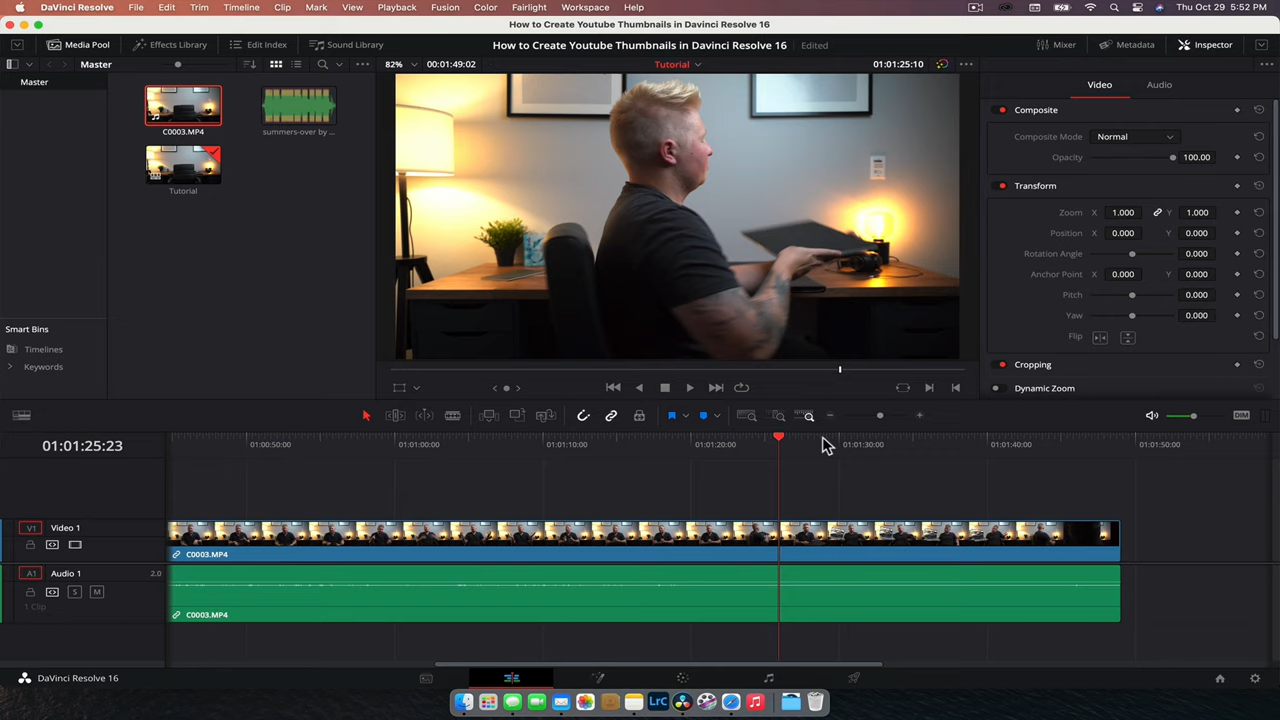 DaVinci Resolve File Edit Trim Timeline Clip Mark View Playback Fusion Color Fairlight Workspace Help Thu Oct 29 5:52 PM
How to Create Youtube Thumbnails in Davinci Resolve 16
Media Pool Effects Library Edit Index Sound Library How to Create Youtube Thumbnails in Davinci Resolve 16 Edited Mixer Metadata Inspector
Master 82% 00:01:49:02 Tutorial 01:01:25:10
Master
Video Audio
C0003.MP4 summers-over by ...
Tutorial
Composite
Composite Mode Normal
Opacity 100.00
Transform
Zoom X 1.000 Y 1.000
Position X 0.000 Y 0.000
Rotation Angle 0.000
Anchor Point X 0.000 Y 0.000
Pitch 0.000
Yaw 0.000
Flip
Cropping
Dynamic Zoom
Smart Bins
Timelines
Keywords
DIM
01:01:25:23 01:00:50:00 01:01:00:00 01:01:10:00 01:01:20:00 01:01:30:00 01:01:40:00 01:01:50:00
V1 Video 1
C0003.MP4
A1 Audio 1 2.0
S M
1 Clip
C0003.MP4
DaVinci Resolve 16
LrC